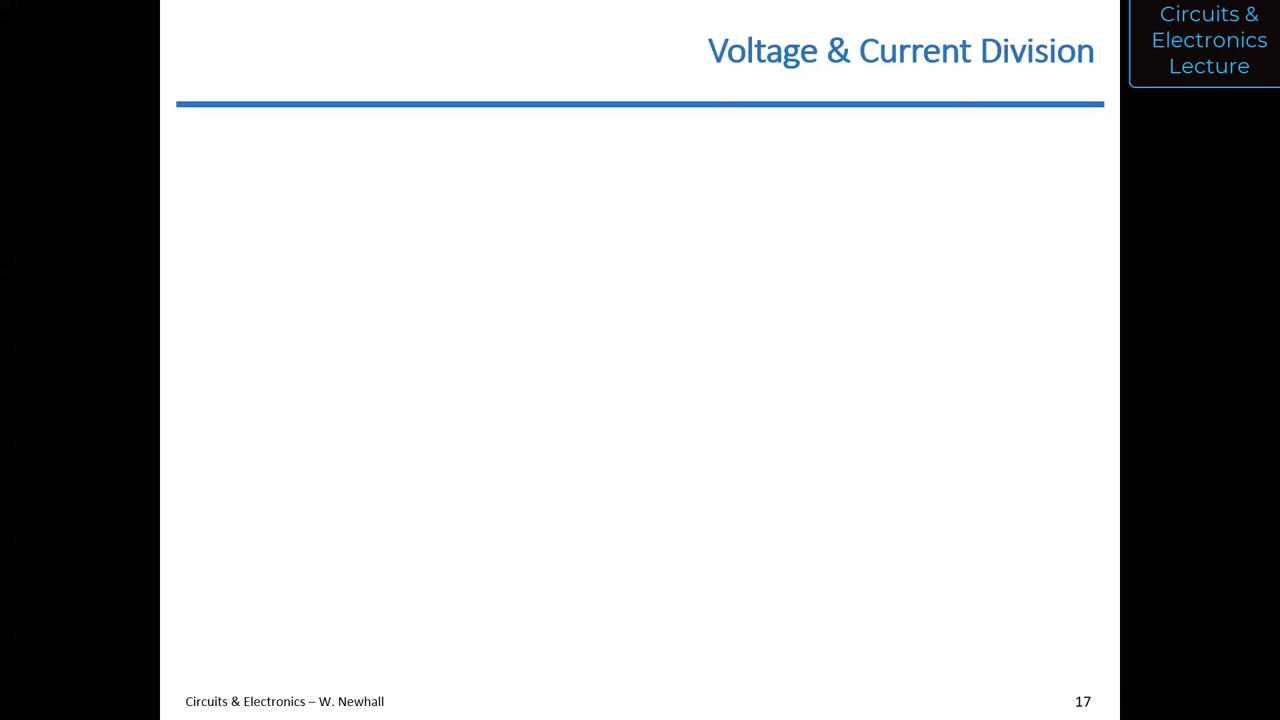 Voltage & Current Division
Circuits &
Electronics
Lecture
Circuits & Electronics – W. Newhall
17